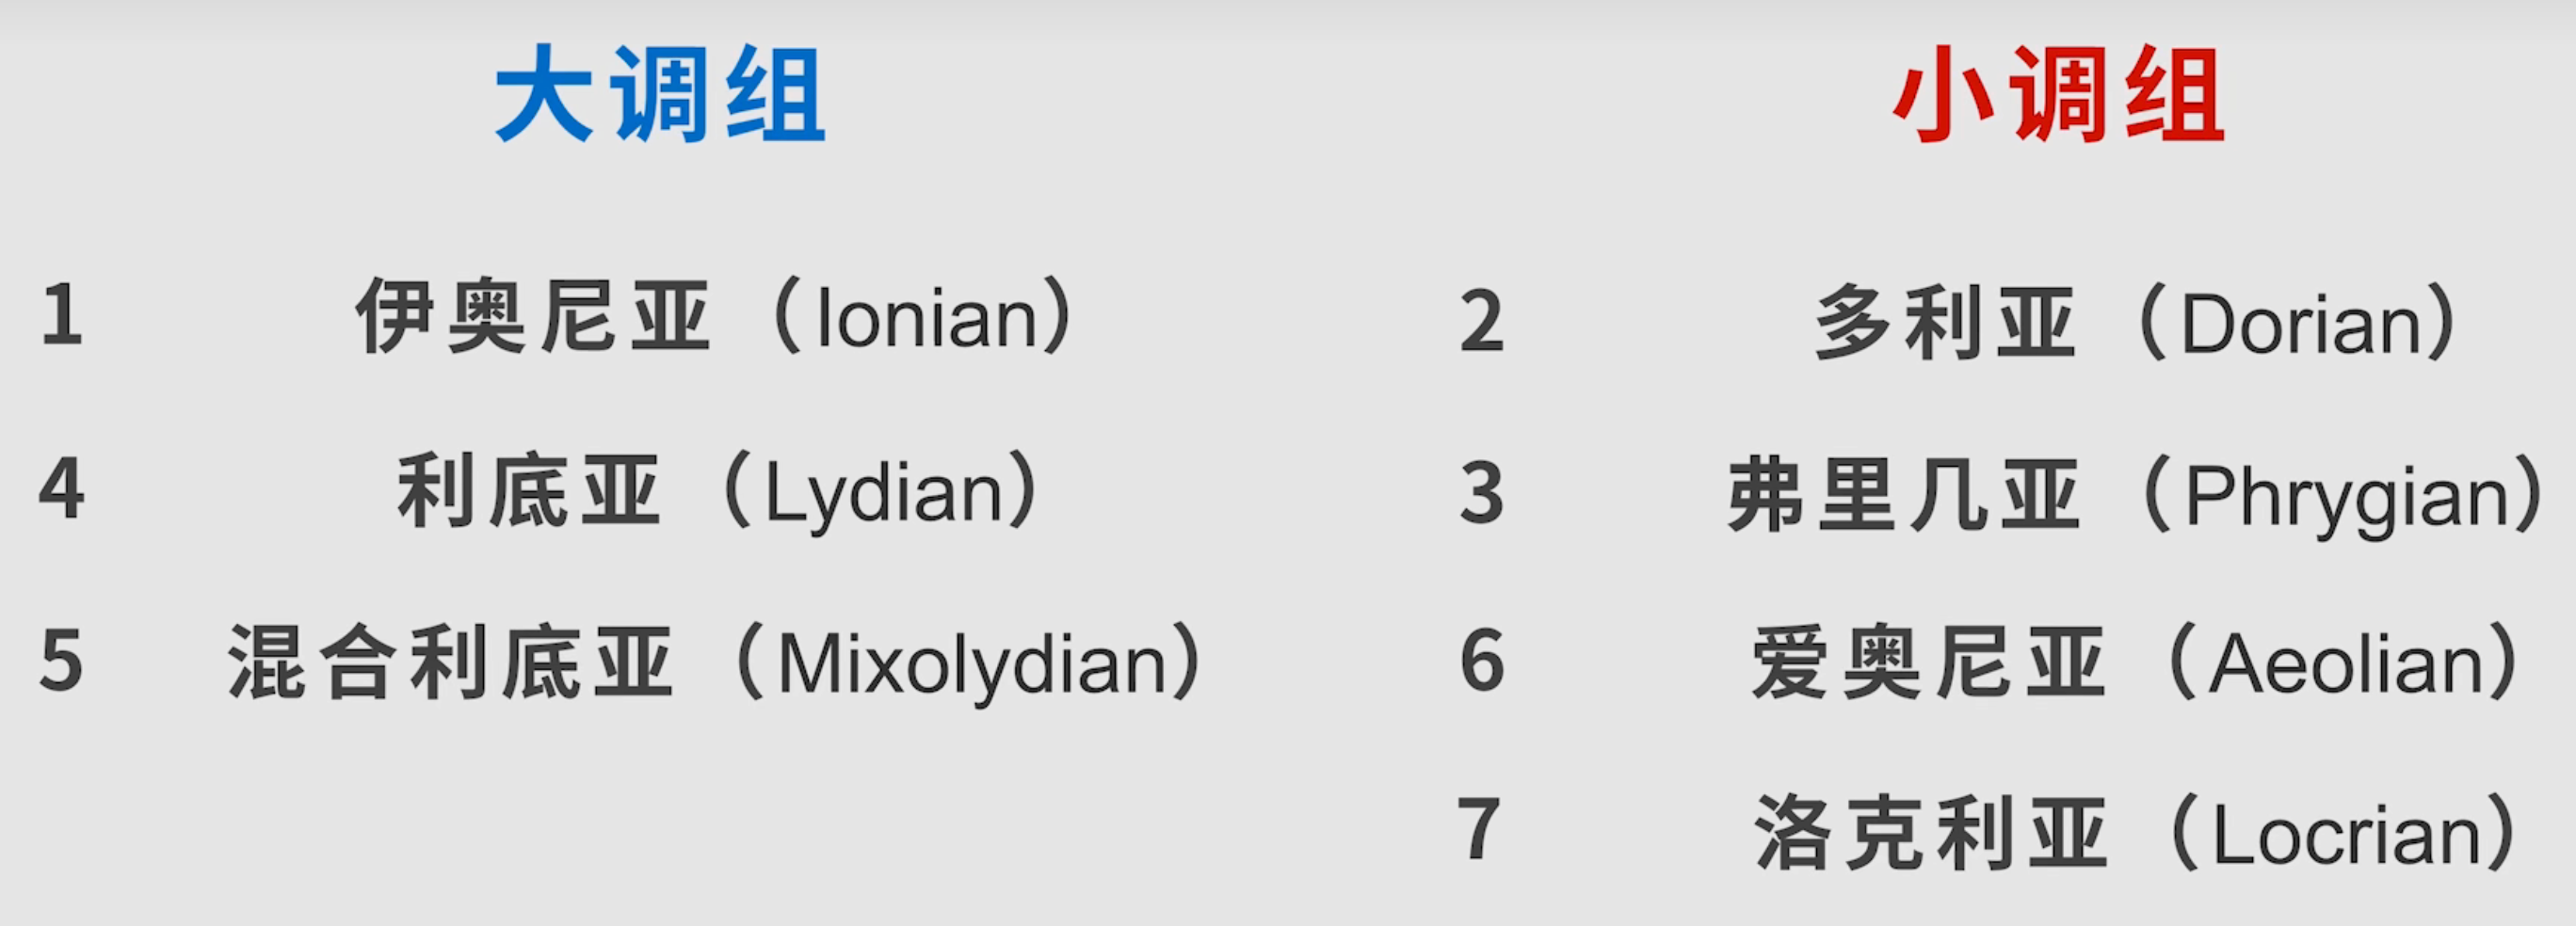 大调组 小调组
1 伊奥尼亚（Ionian） 2 多利亚（Dorian）
4 利底亚（Lydian） 3 弗里几亚（Phrygian）
5 混合利底亚（Mixolydian） 6 爱奥尼亚（Aeolian）
7 洛克利亚（Locrian）